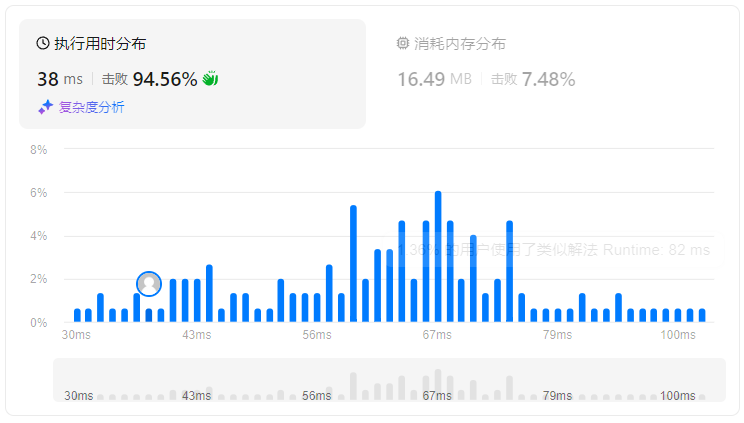 执行用时分布
38 ms 击败 94.56%
复杂度分析
消耗内存分布
16.49 MB 击败 7.48%
8%
6%
4%
2%
0%
1.36% 的用户使用了类似解法 Runtime: 82 ms
30ms 43ms 56ms 67ms 79ms 100ms
30ms 43ms 56ms 67ms 79ms 100ms